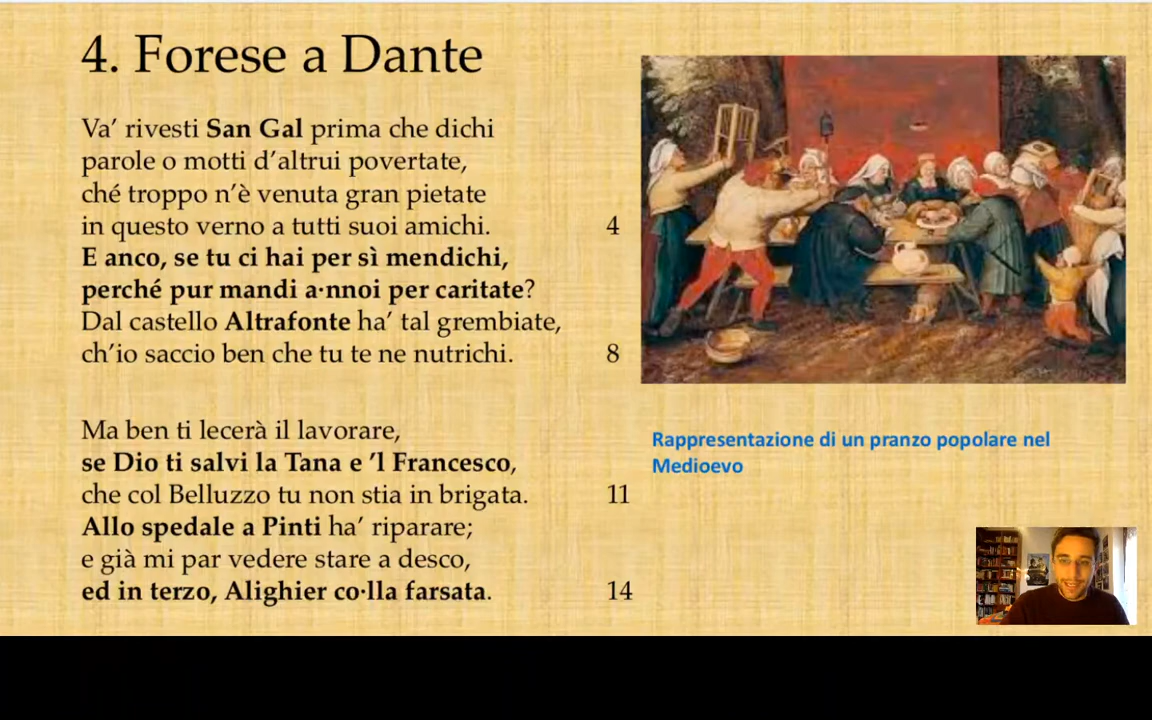 4. Forese a Dante
Va’ rivesti San Gal prima che dichi
parole o motti d’altrui povertate,
ché troppo n’è venuta gran pietate
in questo verno a tutti suoi amichi. 4
E anco, se tu ci hai per sì mendichi,
perché pur mandi a·nnoi per caritate?
Dal castello Altrafonte ha’ tal grembiate,
ch’io saccio ben che tu te ne nutrichi. 8
Ma ben ti lecerà il lavorare,
se Dio ti salvi la Tana e ’l Francesco,
che col Belluzzo tu non stia in brigata. 11
Allo spedale a Pinti ha’ riparare;
e già mi par vedere stare a desco,
ed in terzo, Alighier co·lla farsata. 14
Rappresentazione di un pranzo popolare nel
Medioevo